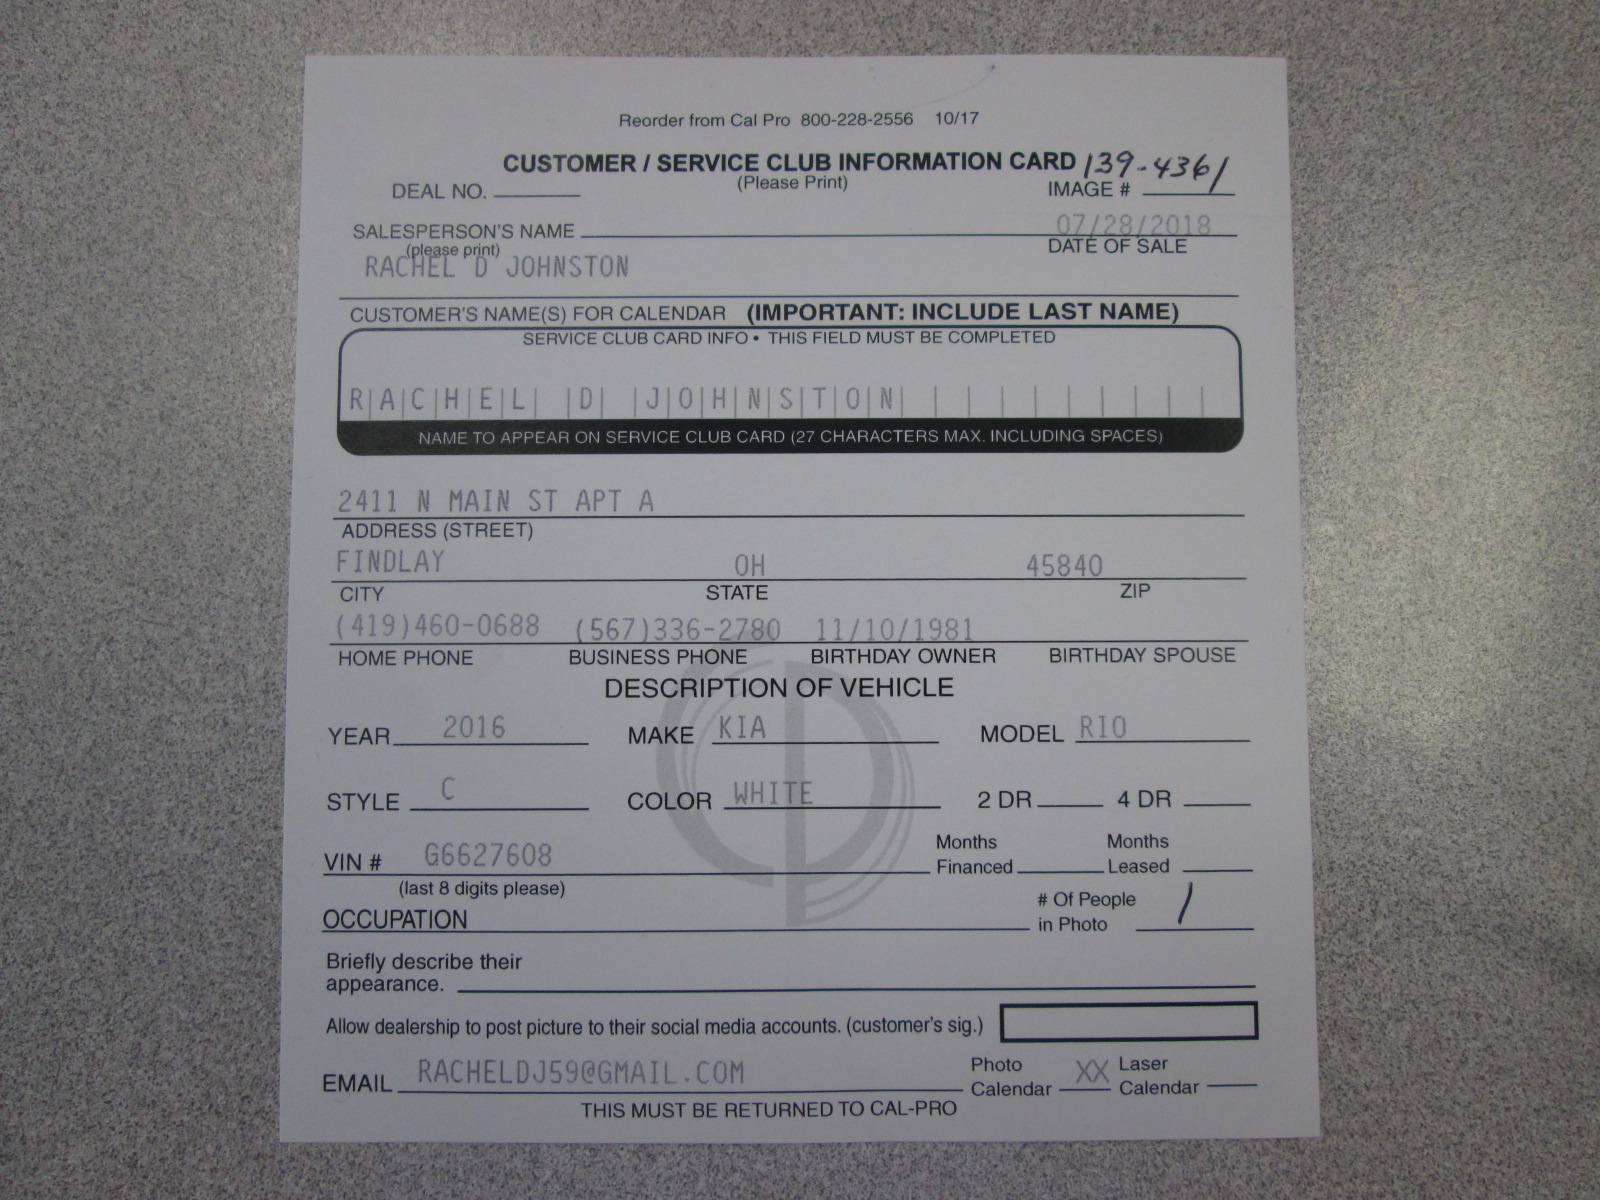 Reorder from Cal Pro 800-228-2556 10/17
CUSTOMER / SERVICE CLUB INFORMATION CARD 139-4361
(Please Print)
DEAL NO. IMAGE #
07/28/2018
SALESPERSON'S NAME DATE OF SALE
(please print)
RACHEL D JOHNSTON
CUSTOMER'S NAME(S) FOR CALENDAR (IMPORTANT: INCLUDE LAST NAME)
SERVICE CLUB CARD INFO • THIS FIELD MUST BE COMPLETED
RACHEL D JOHNSTON
NAME TO APPEAR ON SERVICE CLUB CARD (27 CHARACTERS MAX. INCLUDING SPACES)
2411 N MAIN ST APT A
ADDRESS (STREET)
FINDLAY OH 45840
CITY STATE ZIP
(419)460-0688 (567)336-2780 11/10/1981
HOME PHONE BUSINESS PHONE BIRTHDAY OWNER BIRTHDAY SPOUSE
DESCRIPTION OF VEHICLE
YEAR 2016 MAKE KIA MODEL RIO
STYLE C COLOR WHITE 2 DR 4 DR
VIN # G6627608 Months Financed Months Leased
(last 8 digits please)
OCCUPATION # Of People in Photo 1
Briefly describe their
appearance.
Allow dealership to post picture to their social media accounts. (customer's sig.)
EMAIL RACHELDJ59@GMAIL.COM Photo Calendar XX Laser Calendar
THIS MUST BE RETURNED TO CAL-PRO